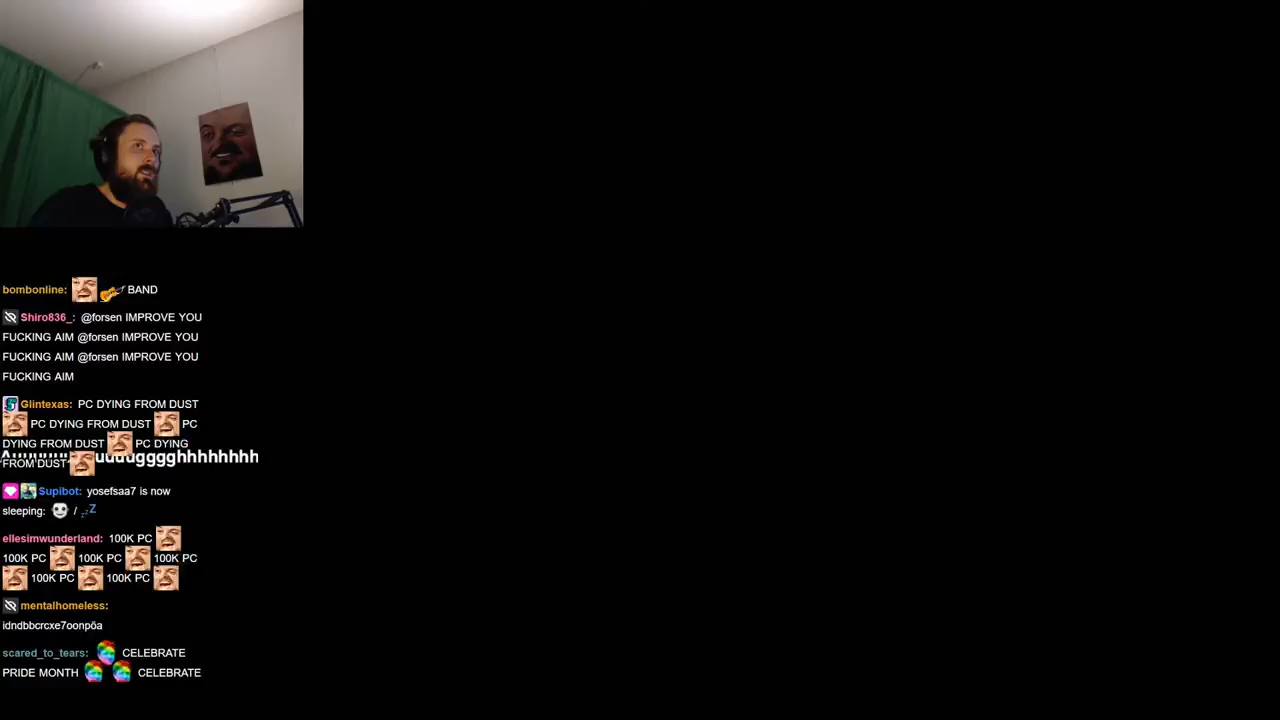 bombonline: BAND
Shiro836_: @forsen IMPROVE YOU
FUCKING AIM @forsen IMPROVE YOU
FUCKING AIM @forsen IMPROVE YOU
FUCKING AIM
Glintexas: PC DYING FROM DUST
PC DYING FROM DUST PC
DYING FROM DUST PC DYING
FROM DUST
Supibot: yosefsaa7 is now
sleeping: /
ellesimwunderland: 100K PC
100K PC 100K PC 100K PC
100K PC 100K PC
mentalhomeless:
idndbbcrcxe7oonpöa
scared_to_tears: CELEBRATE
PRIDE MONTH CELEBRATE